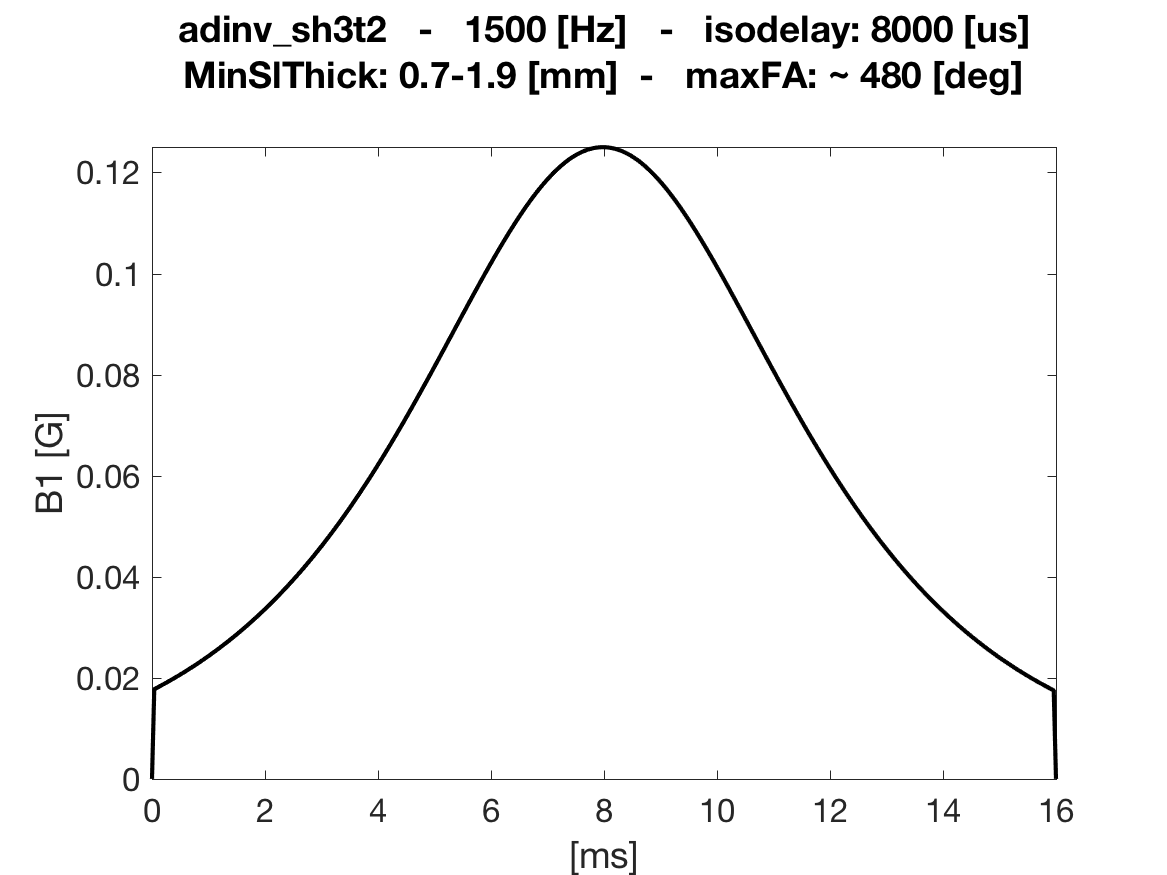 adinv_sh3t2 - 1500 [Hz] - isodelay: 8000 [us]
MinSlThick: 0.7-1.9 [mm] - maxFA: ~ 480 [deg]
0.12
0.1
0.08
0.06
0.04
0.02
0
B1 [G]
0 2 4 6 8 10 12 14 16
[ms]